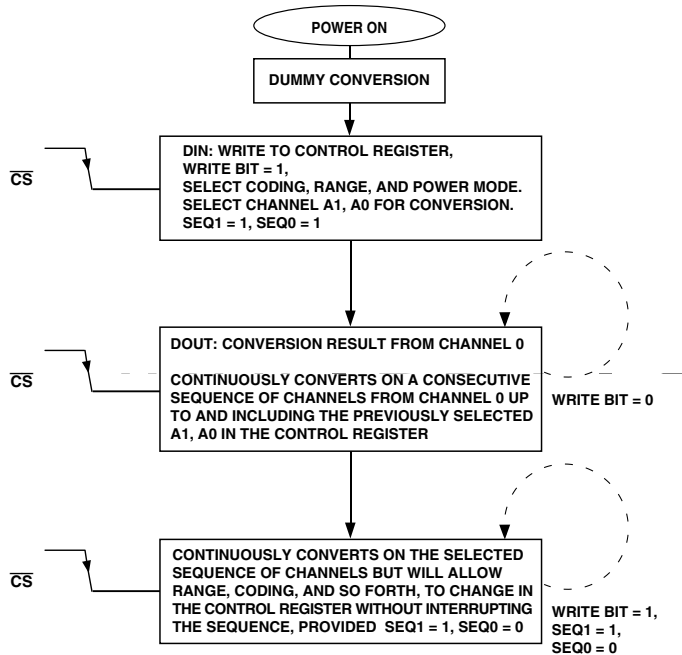 POWER ON
DUMMY CONVERSION
CS
DIN: WRITE TO CONTROL REGISTER,
WRITE BIT = 1,
SELECT CODING, RANGE, AND POWER MODE.
SELECT CHANNEL A1, A0 FOR CONVERSION.
SEQ1 = 1, SEQ0 = 1
CS
DOUT: CONVERSION RESULT FROM CHANNEL 0
CONTINUOUSLY CONVERTS ON A CONSECUTIVE
SEQUENCE OF CHANNELS FROM CHANNEL 0 UP
TO AND INCLUDING THE PREVIOUSLY SELECTED
A1, A0 IN THE CONTROL REGISTER
WRITE BIT = 0
CS
CONTINUOUSLY CONVERTS ON THE SELECTED
SEQUENCE OF CHANNELS BUT WILL ALLOW
RANGE, CODING, AND SO FORTH, TO CHANGE IN
THE CONTROL REGISTER WITHOUT INTERRUPTING
THE SEQUENCE, PROVIDED SEQ1 = 1, SEQ0 = 0
WRITE BIT = 1,
SEQ1 = 1,
SEQ0 = 0